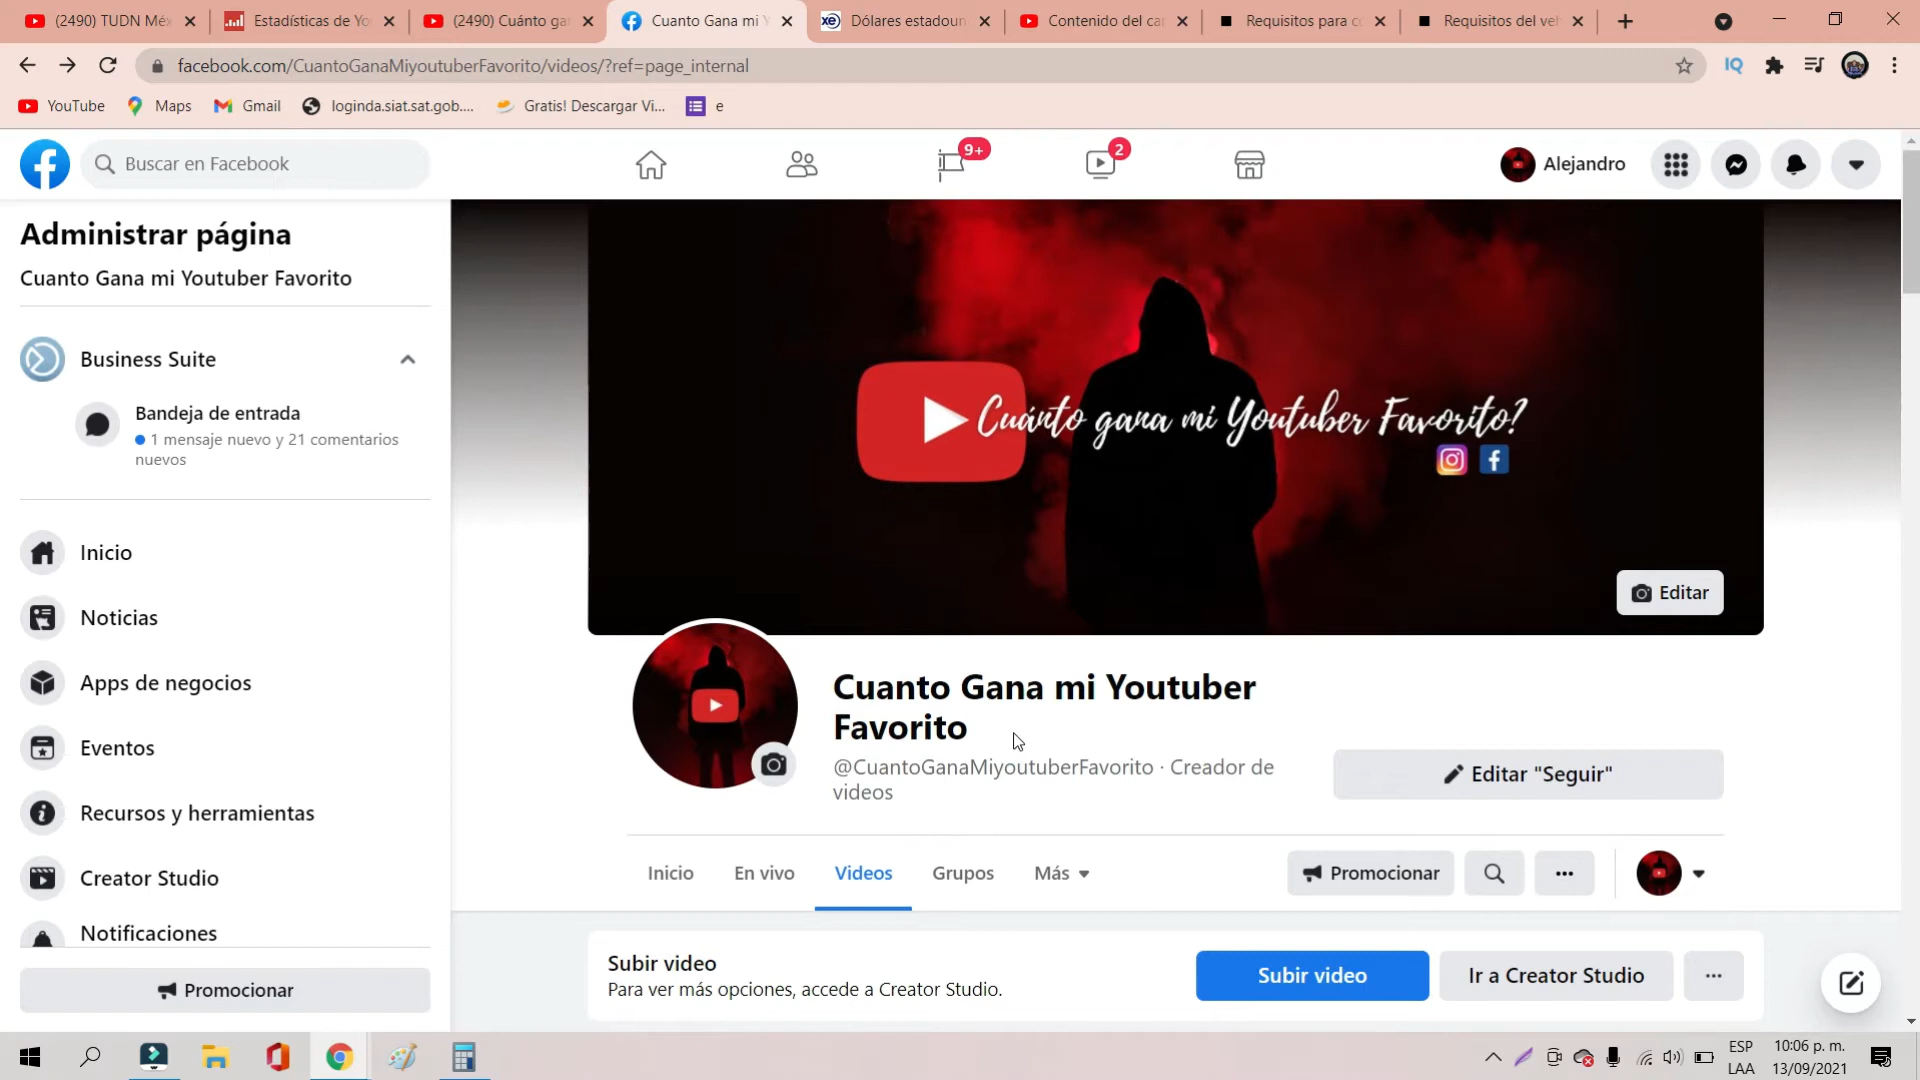 (2490) TUDN Méx
Estadísticas de Yo
(2490) Cuánto ga
Cuanto Gana mi Y
xe
Dólares estadoun
Contenido del ca
Requisitos para c
Requisitos del veh
facebook.com/CuantoGanaMiyoutuberFavorito/videos/?ref=page_internal
IQ
YouTube
Maps
Gmail
loginda.siat.sat.gob....
Gratis! Descargar Vi...
e
Buscar en Facebook
9+
2
Alejandro
Administrar página
Cuanto Gana mi Youtuber Favorito
Business Suite
Bandeja de entrada
1 mensaje nuevo y 21 comentarios
nuevos
Inicio
Noticias
Apps de negocios
Eventos
Recursos y herramientas
Creator Studio
Notificaciones
Promocionar
Cuánto gana mi Youtuber Favorito?
Editar
Cuanto Gana mi Youtuber
Favorito
@CuantoGanaMiyoutuberFavorito · Creador de
videos
Editar "Seguir"
Inicio
En vivo
Videos
Grupos
Más
Promocionar
Subir video
Para ver más opciones, accede a Creator Studio.
Subir video
Ir a Creator Studio
ESP
LAA
10:06 p. m.
13/09/2021